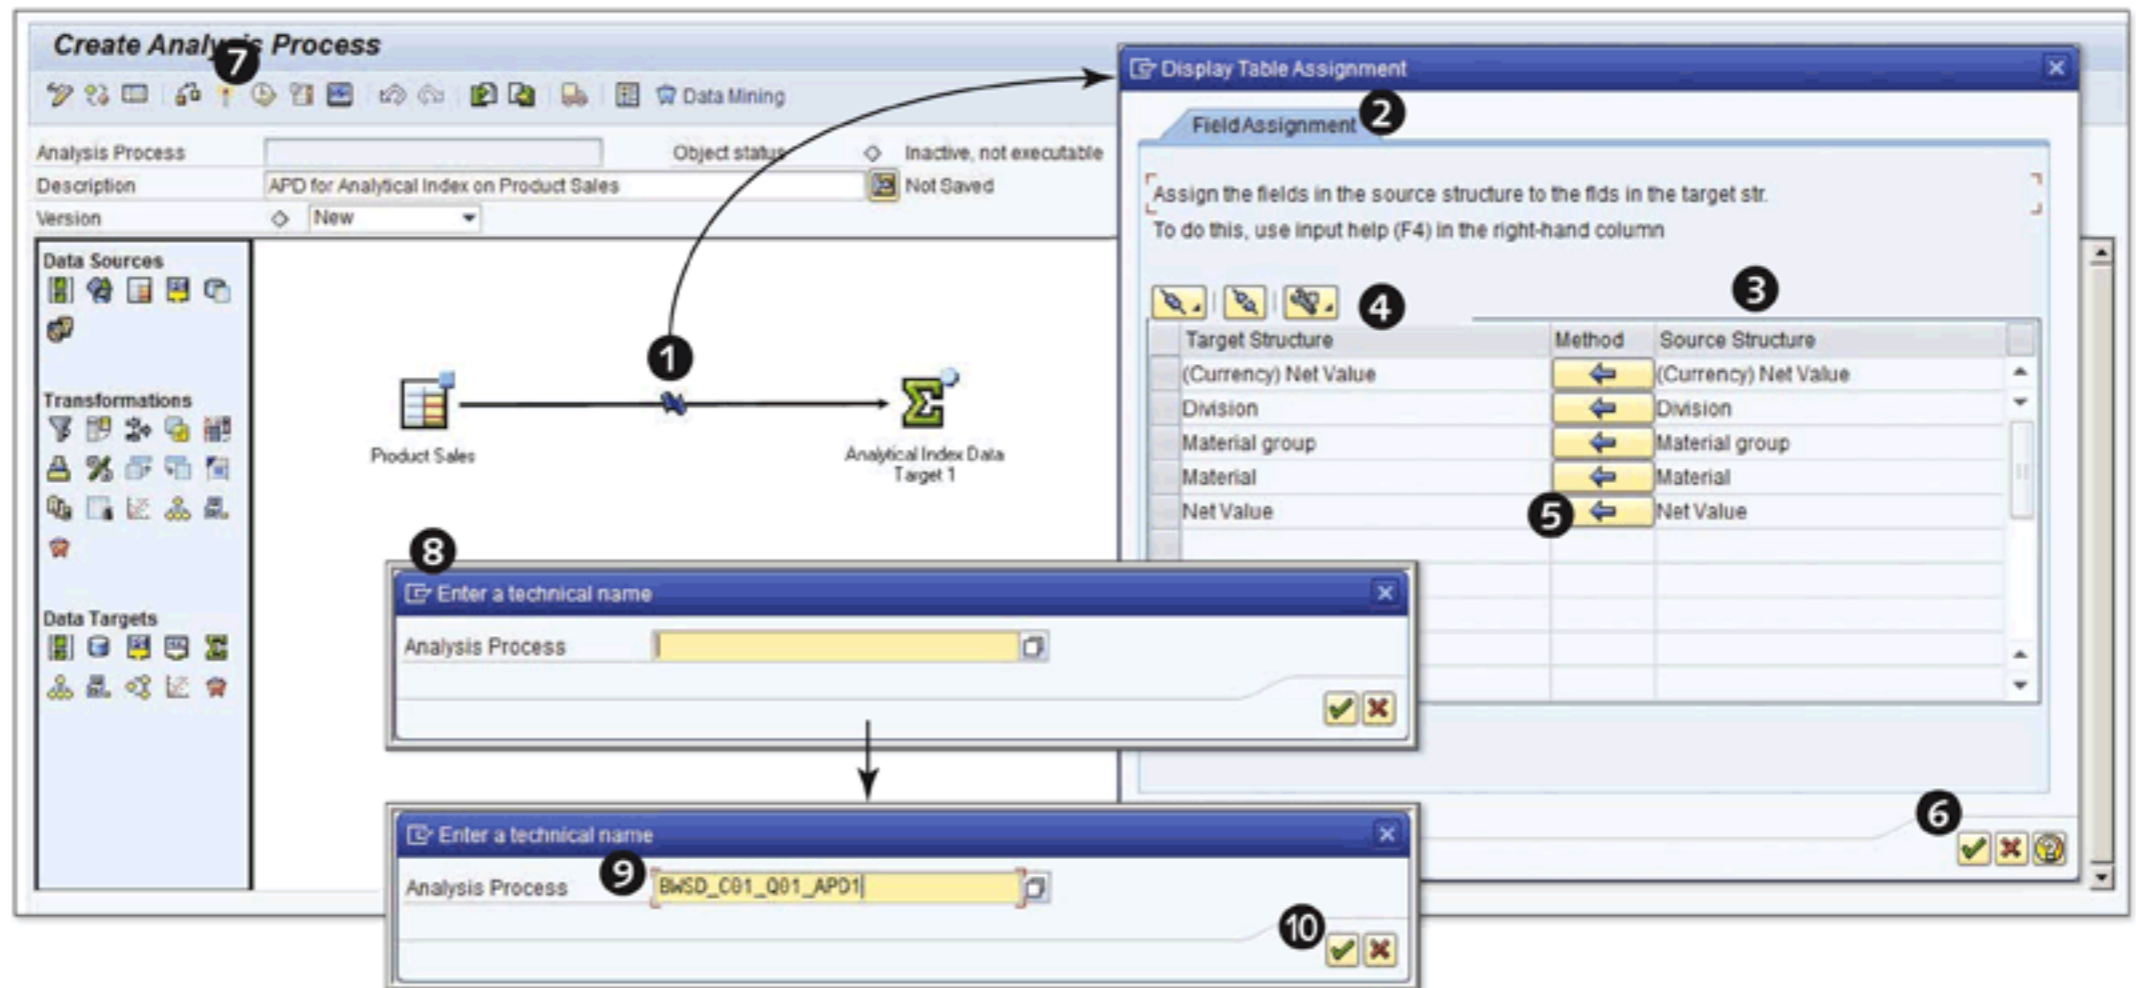 Create Analysis Process
7
Data Mining
Analysis Process
Object status
Inactive, not executable
Description
APD for Analytical Index on Product Sales
Not Saved
Version
New
Data Sources
Transformations
Data Targets
1
Product Sales
Analytical Index Data
Target 1
Display Table Assignment
Field Assignment
2
Assign the fields in the source structure to the flds in the target str.
To do this, use input help (F4) in the right-hand column
3
4
Target Structure Method Source Structure
(Currency) Net Value (Currency) Net Value
Division Division
Material group Material group
Material Material
Net Value 5 Net Value
6
8
Enter a technical name
Analysis Process
Enter a technical name
Analysis Process 9 BWSD_C01_Q01_APD1
10